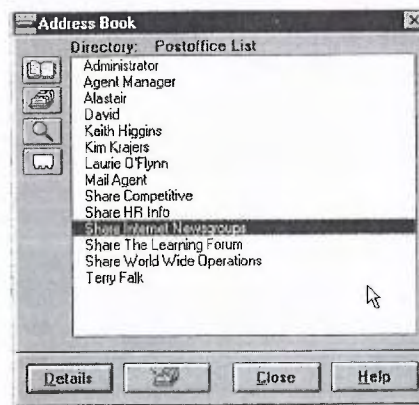 Address Book
Directory: Postoffice List
Administrator
Agent Manager
Alastair
David
Keith Higgins
Kim Krajers
Laurie O'Flynn
Mail Agent
Share Competitive
Share HR Info
Share Internet Newsgroups
Share The Learning Forum
Share World Wide Operations
Terry Falk
Details
Close
Help